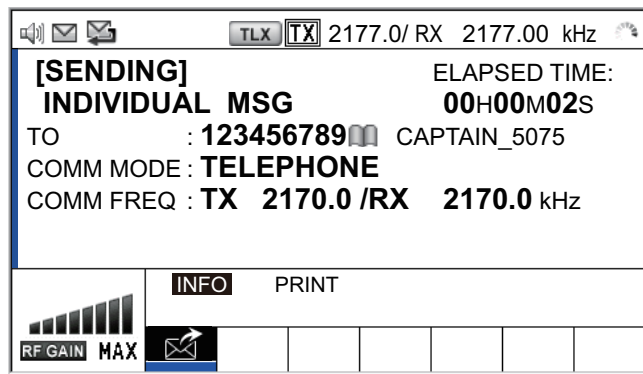 TLX TX 2177.0/ RX 2177.00 kHz
[SENDING] ELAPSED TIME:
INDIVIDUAL MSG 00H00M02S
TO : 123456789 CAPTAIN_5075
COMM MODE : TELEPHONE
COMM FREQ : TX 2170.0 /RX 2170.0 kHz
INFO PRINT
RF GAIN MAX